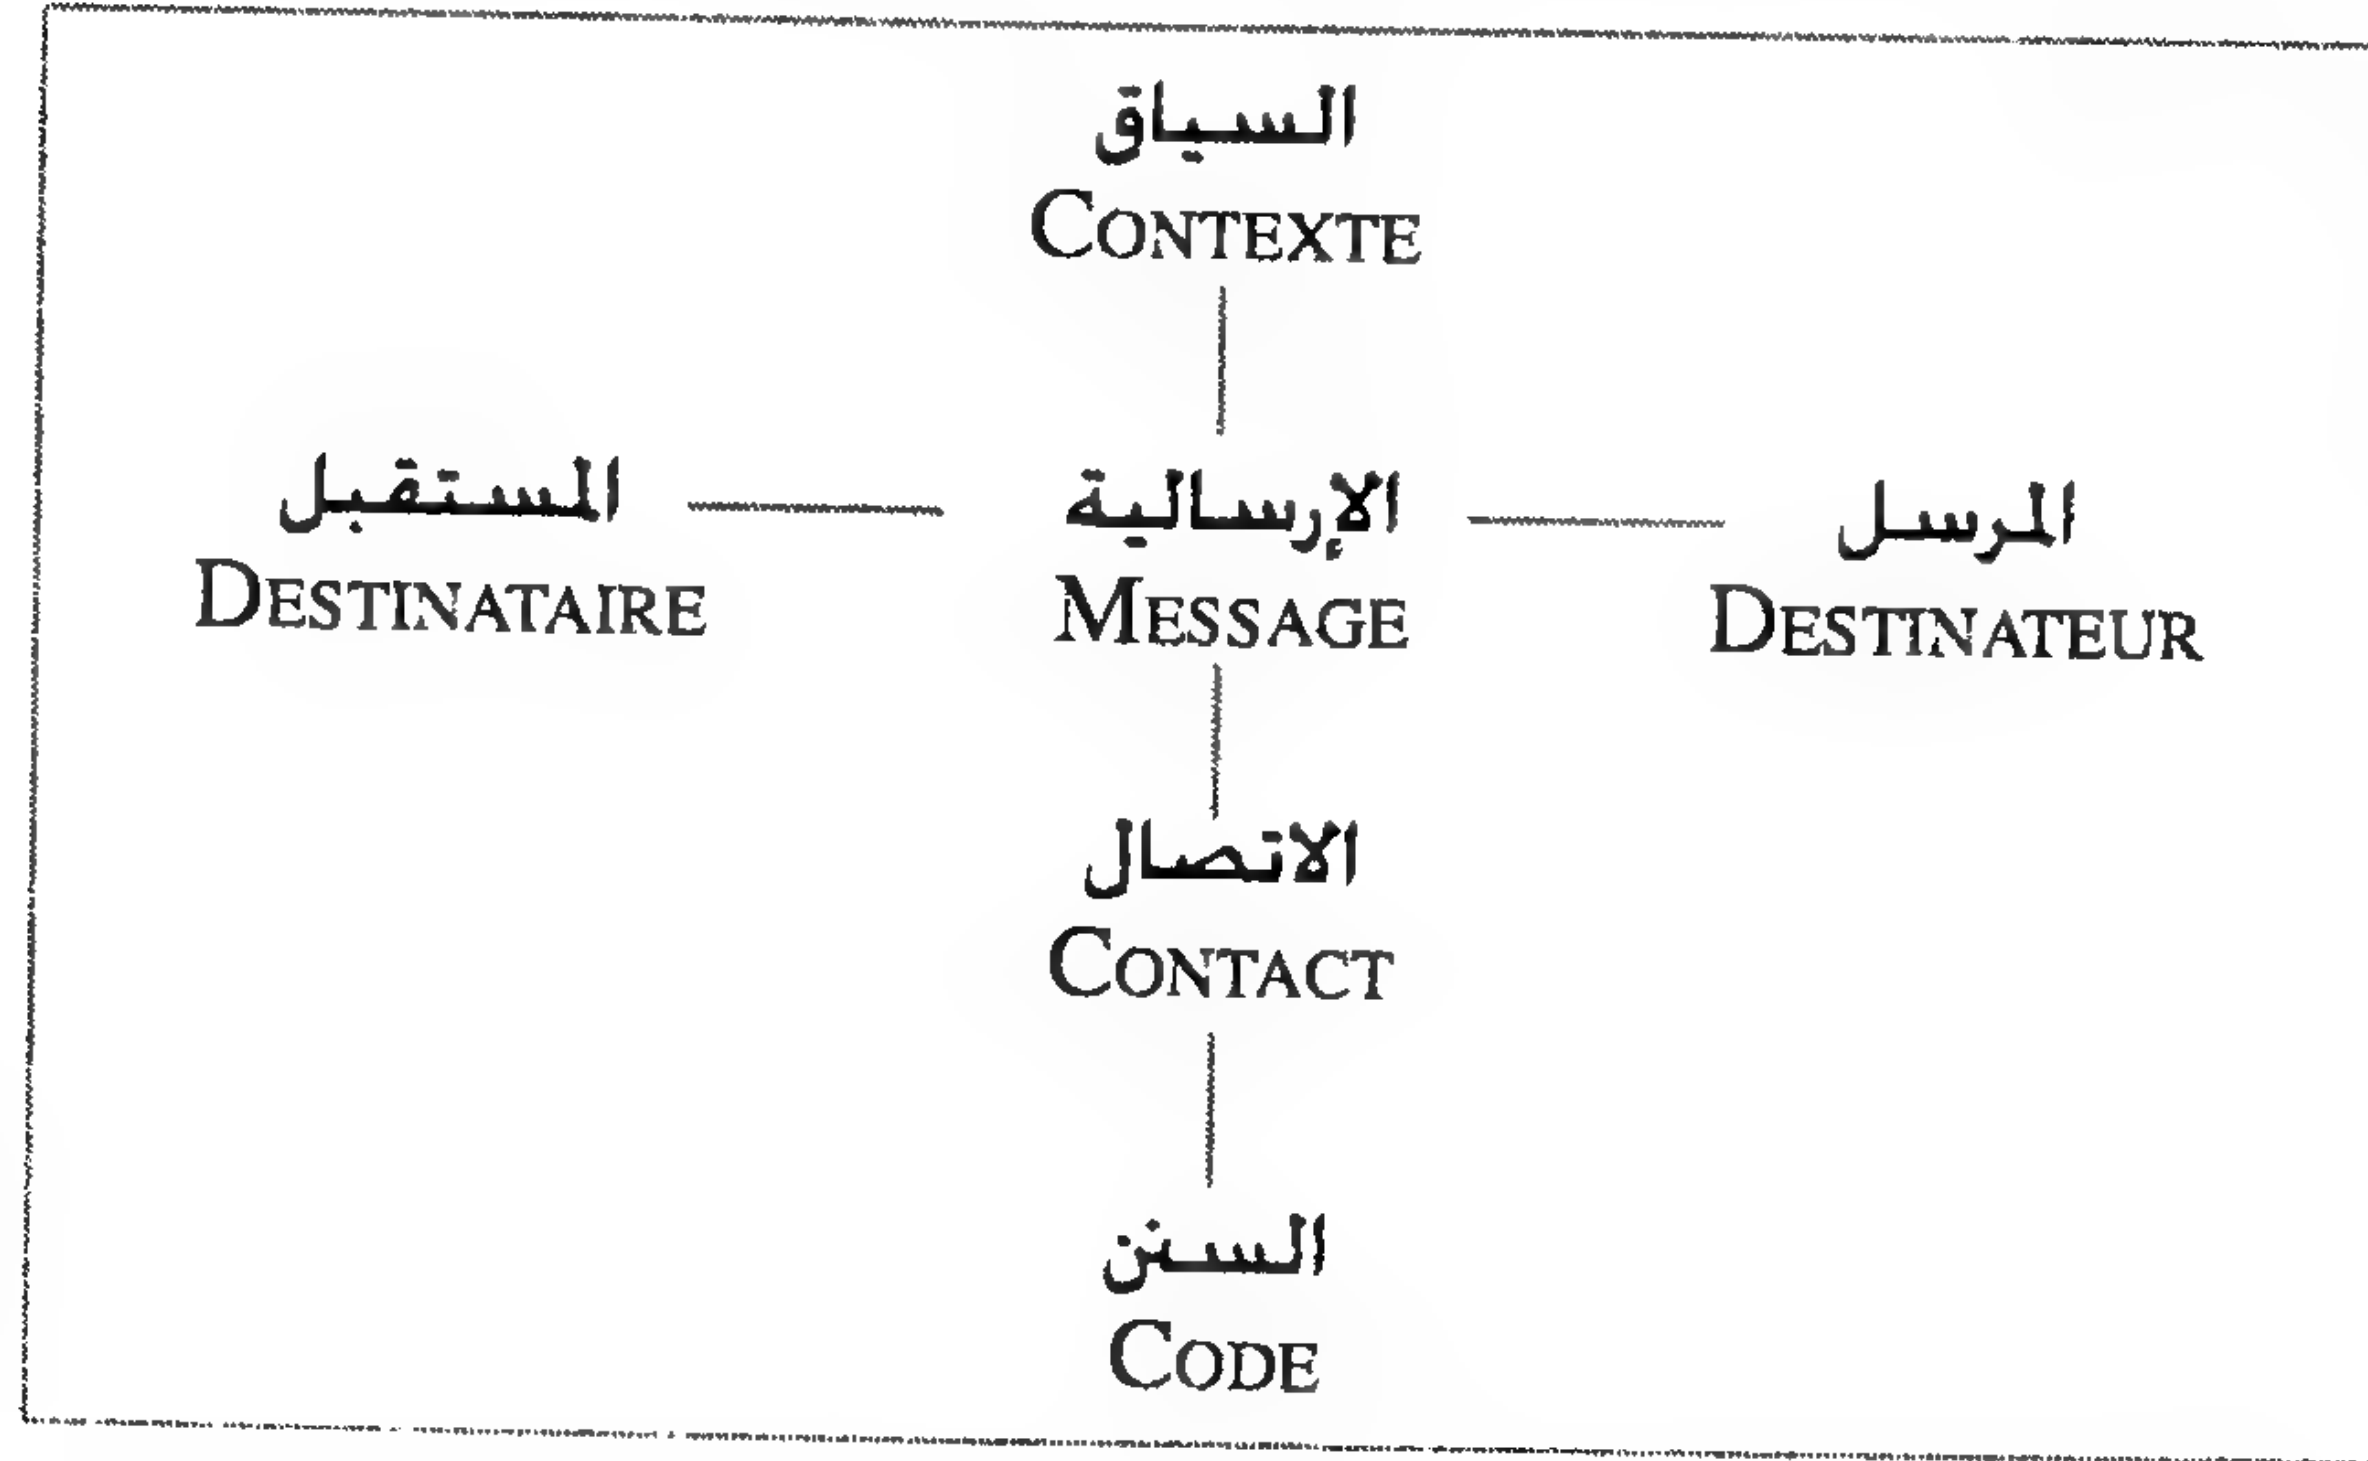 السياق
CONTEXTE
المرسل
DESTINATEUR
الإرسالية
MESSAGE
المستقبل
DESTINATAIRE
الاتصال
CONTACT
السنن
CODE